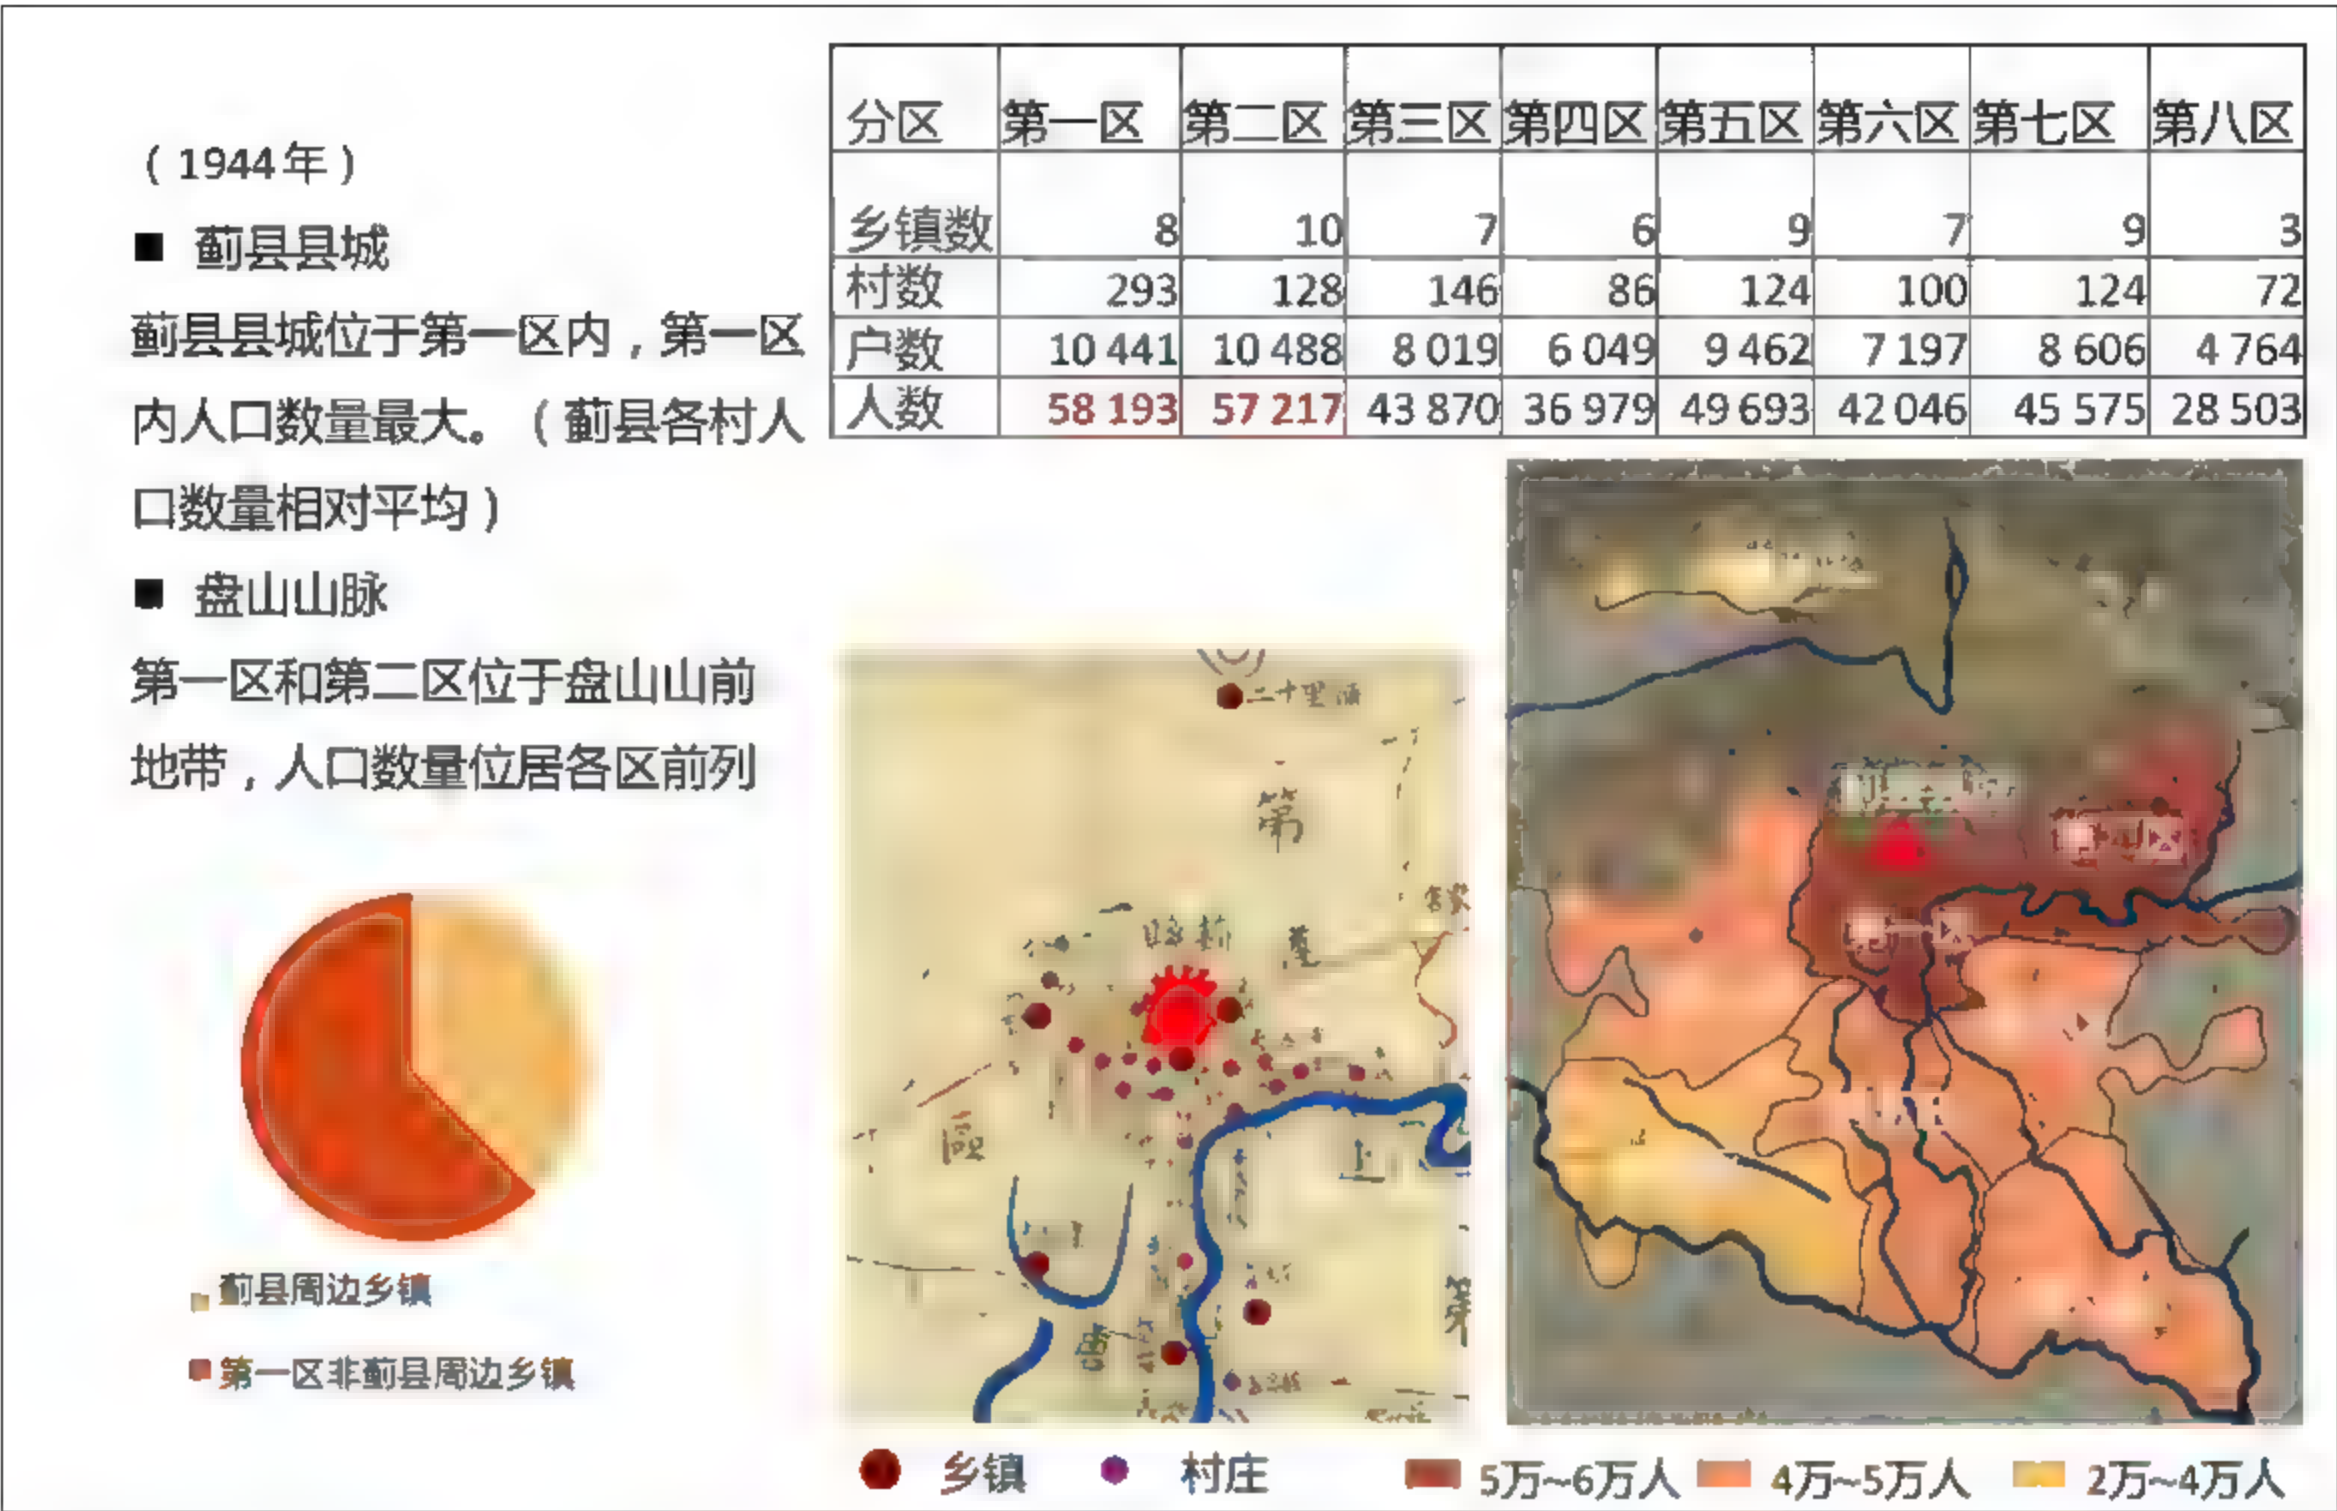 （1944年）
■ 蓟县县城
蓟县县城位于第一区内，第一区
内人口数量最大。（蓟县各村人
口数量相对平均）
■ 盘山山脉
第一区和第二区位于盘山山前
地带，人口数量位居各区前列
分区 第一区 第二区 第三区 第四区 第五区 第六区 第七区 第八区
乡镇数 8 10 7 6 9 7 9 3
村数 293 128 146 86 124 100 124 72
户数 10 441 10 488 8 019 6 049 9 462 7 197 8 606 4 764
人数 58 193 57 217 43 870 36 979 49 693 42 046 45 575 28 503
蓟县周边乡镇
第一区非蓟县周边乡镇
二十里
第
區
上
第
乡镇 村庄 5万~6万人 4万~5万人 2万~4万人